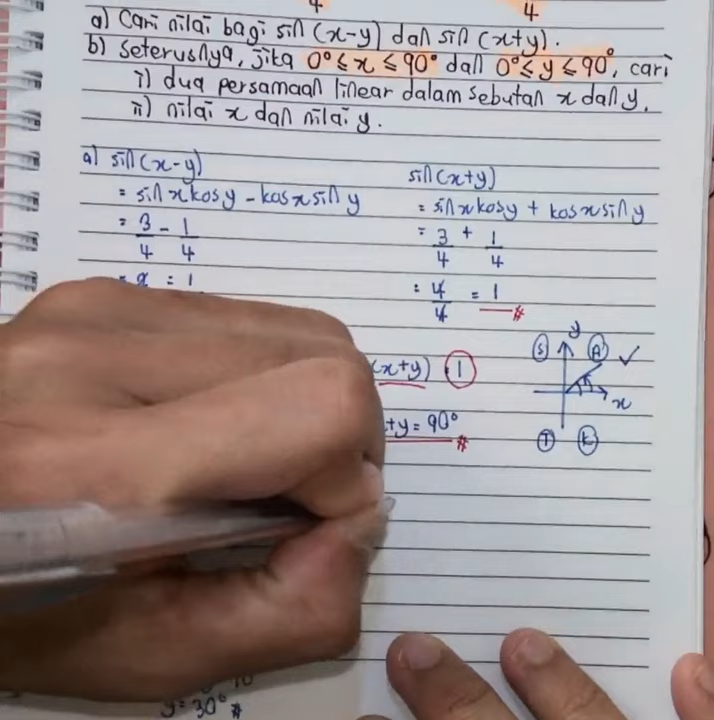 4 4
a) Cari nilai bagi sin (x-y) dan sin (x+y).
b) Seterusnya, jika 0° ≤ x ≤ 90° dan 0° ≤ y ≤ 90°, cari
i) dua persamaan linear dalam sebutan x dan y.
ii) nilai x dan nilai y.
a) sin (x-y)
= sin x kos y - kos x sin y
= 3/4 - 1/4
= 1
sin (x+y)
= sin x kos y + kos x sin y
= 3/4 + 1/4
= 4/4 = 1 #
(x+y) 1
+y = 90° #
y
S A ✓
x
T K
y = 30° #